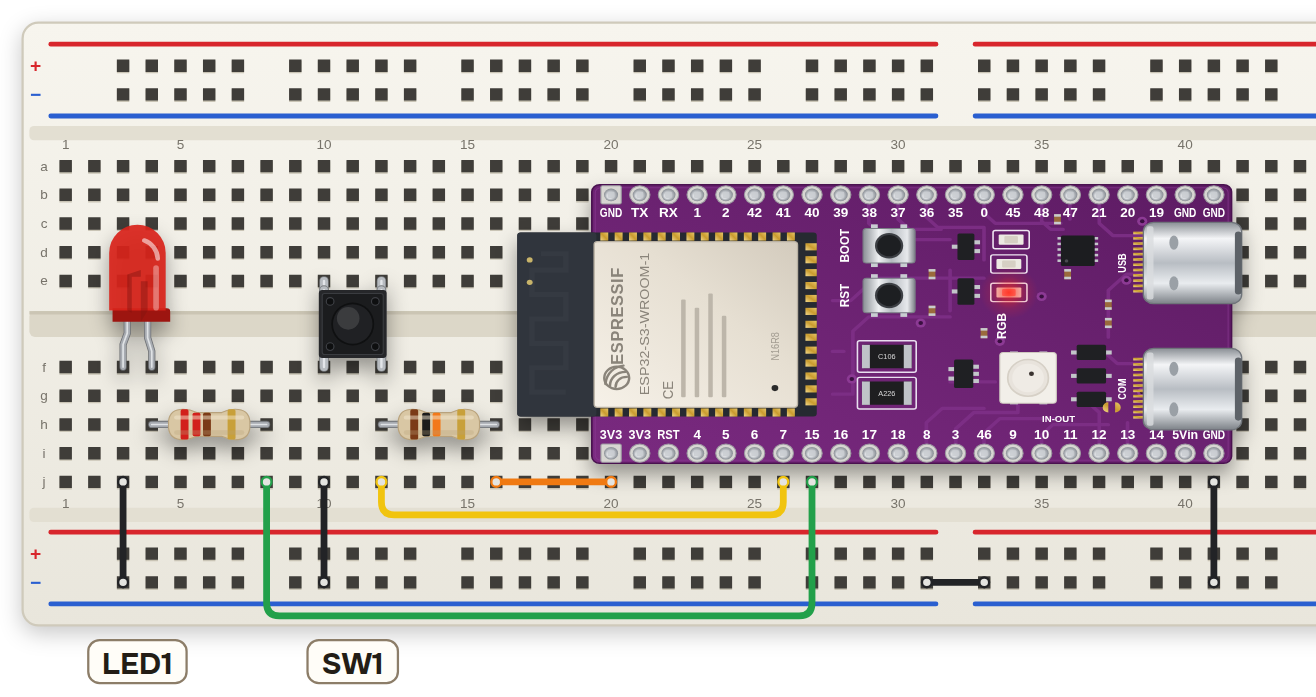 +
−
1 5 10 15 20 25 30 35 40
a
b
c
d
e
GND TX RX 1 2 42 41 40 39 38 37 36 35 0 45 48 47 21 20 19 GND GND
BOOT
RST
USB
ESPRESSIF
ESP32-S3-WROOM-1
CE
N16R8
C106
A226
RGB
COM
IN-OUT
3V3 3V3 RST 4 5 6 7 15 16 17 18 8 3 46 9 10 11 12 13 14 5Vin GND
f
g
h
i
j
1 5 10 15 20 25 30 35 40
+
−
LED1 SW1